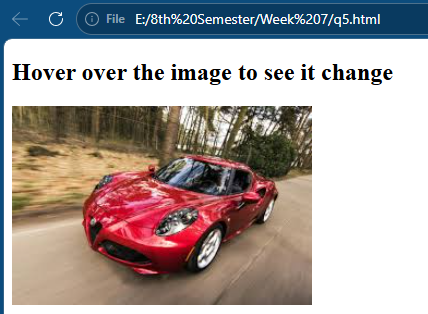 File E:/8th%20Semester/Week%207/q5.html
Hover over the image to see it change